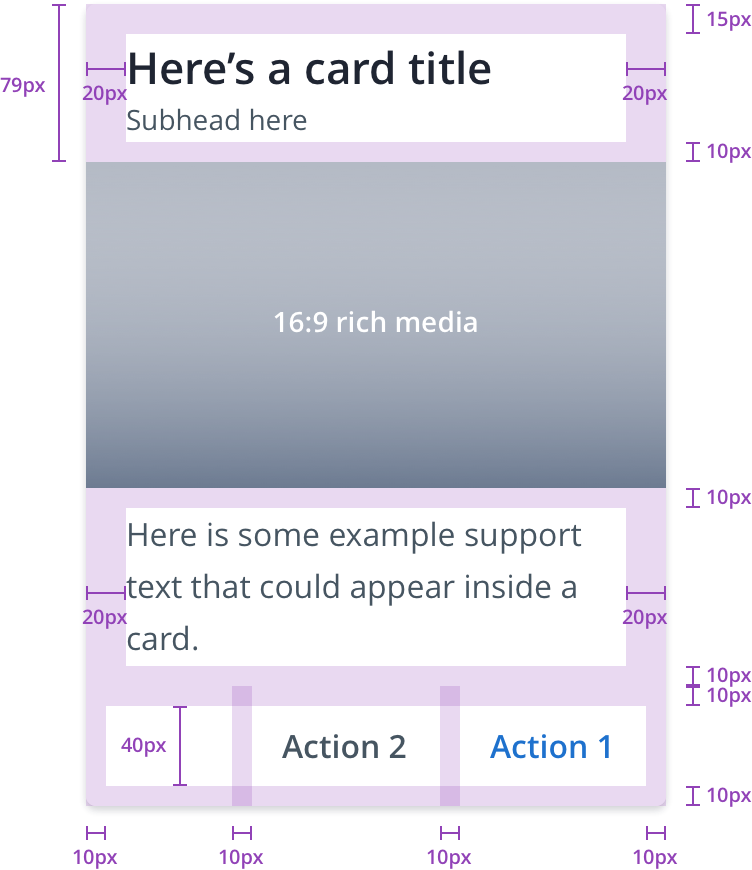 15px
79px
Here’s a card title
20px
20px
Subhead here
10px
16:9 rich media
10px
Here is some example support
text that could appear inside a
card.
20px
20px
10px
10px
40px
Action 2
Action 1
10px
10px
10px
10px
10px